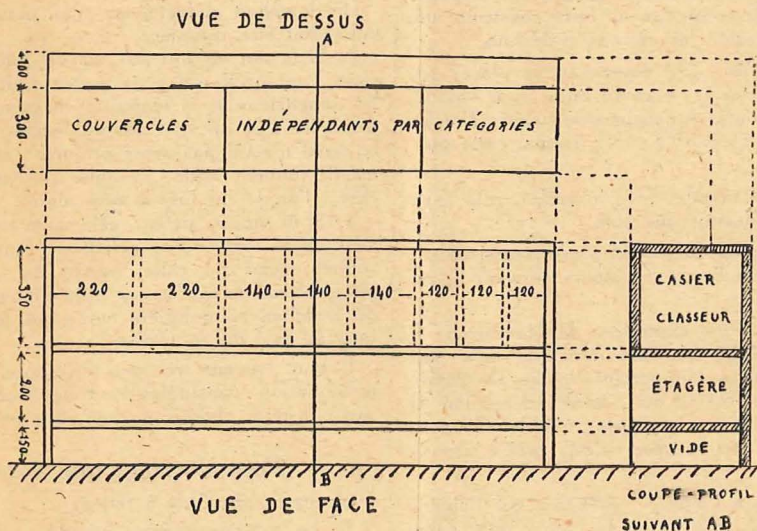 VUE DE DESSUS
A
100
300
COUVERCLES INDÉPENDANTS PAR CATÉGORIES
350
220 220 140 140 140 120 120 120
CASIER
CLASSEUR
200
ÉTAGÈRE
150
VIDE
B
VUE DE FACE
COUPE-PROFIL
SUIVANT AB